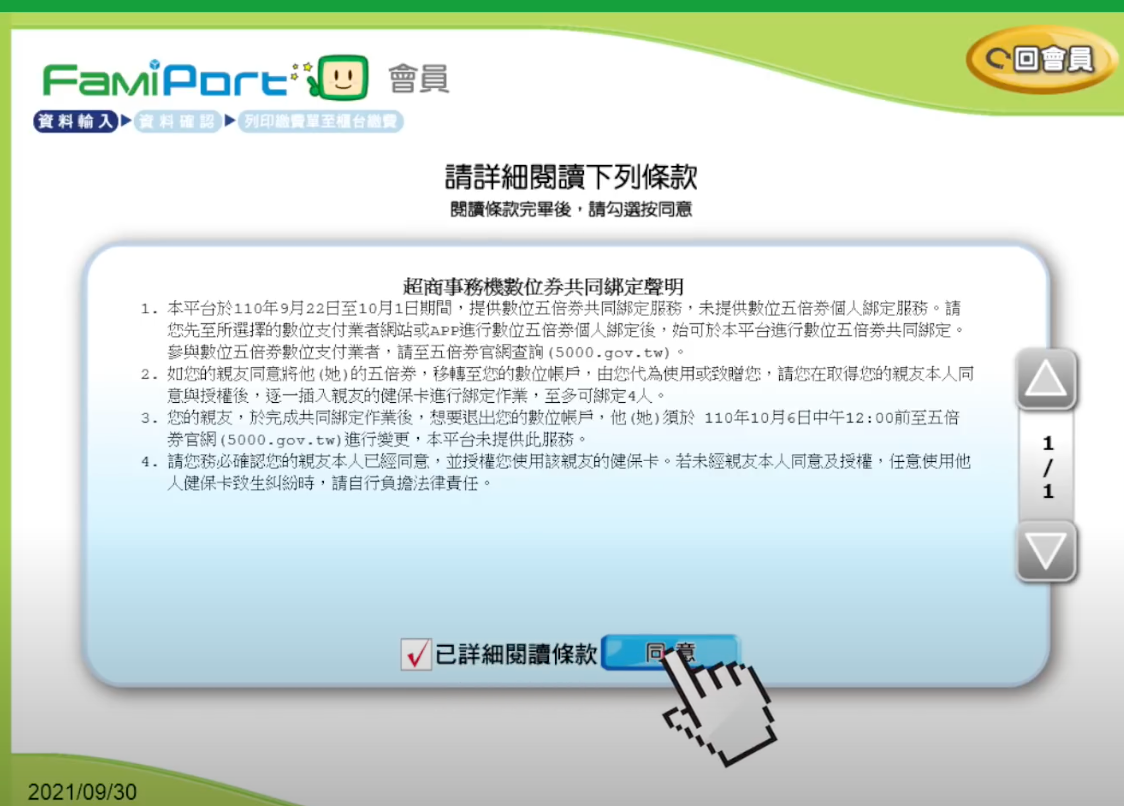 FamiPort 會員
回會員
資料輸入 資料確認 列印繳費單至櫃台繳費
請詳細閱讀下列條款
閱讀條款完畢後，請勾選按同意
超商事務機數位券共同綁定聲明
1. 本平台於110年9月22日至10月1日期間，提供數位五倍券共同綁定服務，未提供數位五倍券個人綁定服務。請
您先至所選擇的數位支付業者網站或APP進行數位五倍券個人綁定後，始可於本平台進行數位五倍券共同綁定。
參與數位五倍券數位支付業者，請至五倍券官網查詢(5000.gov.tw)。
2. 如您的親友同意將他(她)的五倍券，移轉至您的數位帳戶，由您代為使用或致贈您，請您在取得您的親友本人同
意與授權後，逐一插入親友的健保卡進行綁定作業，至多可綁定4人。
3. 您的親友，於完成共同綁定作業後，想要退出您的數位帳戶，他(她)須於 110年10月6日中午12:00前至五倍
券官網(5000.gov.tw)進行變更，本平台未提供此服務。
4. 請您務必確認您的親友本人已經同意，並授權您使用該親友的健保卡。若未經親友本人同意及授權，任意使用他
人健保卡致生糾紛時，請自行負擔法律責任。
1
/
1
已詳細閱讀條款 同意
2021/09/30